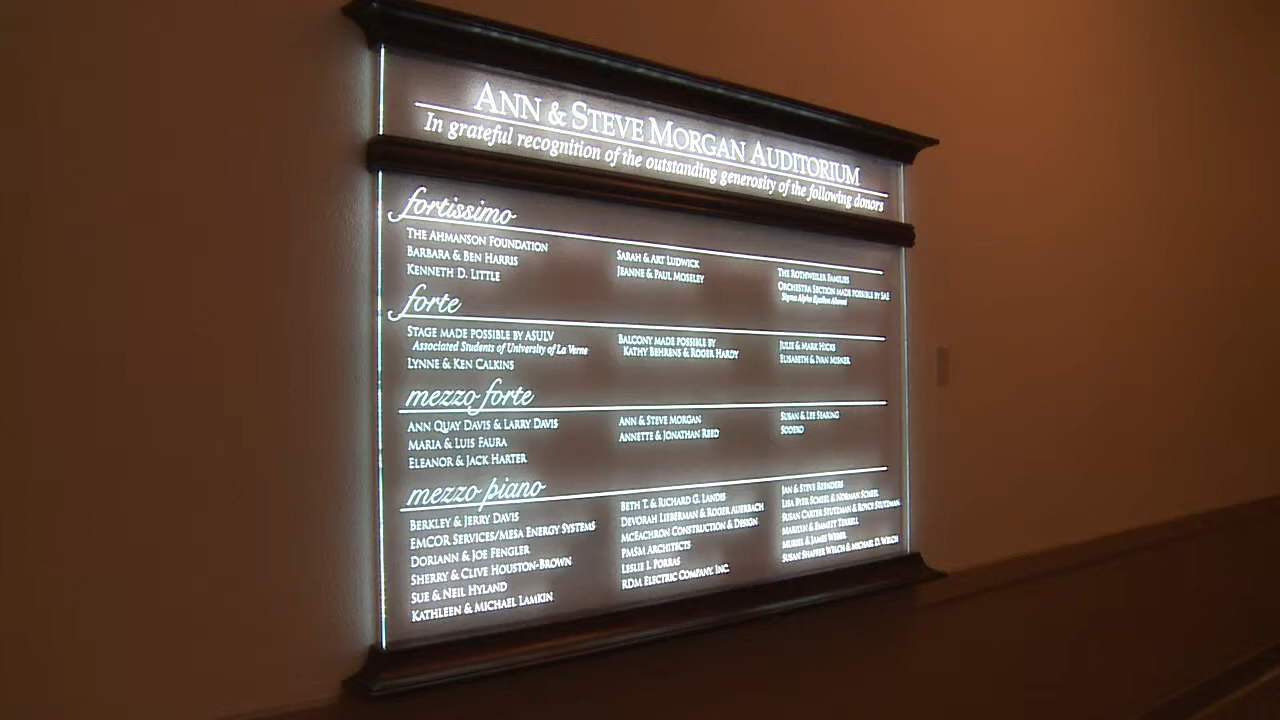 ANN & STEVE MORGAN AUDITORIUM
In grateful recognition of the outstanding generosity of the following donors
fortissimo
THE AHMANSON FOUNDATION
BARBARA & BEN HARRIS
KENNETH D. LITTLE
SARAH & ART LUDWICK
JEANNE & PAUL MOSELEY
THE ROTHWEILER FAMILIES
ORCHESTRA SECTION MADE POSSIBLE BY SAE
Sigma Alpha Epsilon Alumni
forte
STAGE MADE POSSIBLE BY ASULV
Associated Students of University of La Verne
LYNNE & KEN CALKINS
BALCONY MADE POSSIBLE BY
KATHY BEHRENS & ROGER HARDY
JULIE & MARK HICKS
ELISABETH & IVAN MISNER
mezzo forte
ANN QUAY DAVIS & LARRY DAVIS
MARIA & LUIS FAURA
ELEANOR & JACK HARTER
ANN & STEVE MORGAN
ANNETTE & JONATHAN REED
SUSAN & LEE SEARING
SODEXO
mezzo piano
BERKLEY & JERRY DAVIS
EMCOR SERVICES/MESA ENERGY SYSTEMS
DORIANN & JOE FENGLER
SHERRY & CLIVE HOUSTON-BROWN
SUE & NEIL HYLAND
KATHLEEN & MICHAEL LAMKIN
BETH T. & RICHARD G. LANDIS
DEVORAH LIEBERMAN & ROGER AUERBACH
MCEACHRON CONSTRUCTION & DESIGN
PMSM ARCHITECTS
LESLIE J. PORRAS
RDM ELECTRIC COMPANY, INC.
JAN & STEVE REENDERS
LISA DYER SCHEEL & NORMAN SCHEEL
SUSAN CARTER STUTZMAN & ROYCE STUTZMAN
MARILYN & EMMETT TERRELL
MURIEL & JAMES WEBER
SUSAN SHAFFER WELCH & MICHAEL D. WELCH